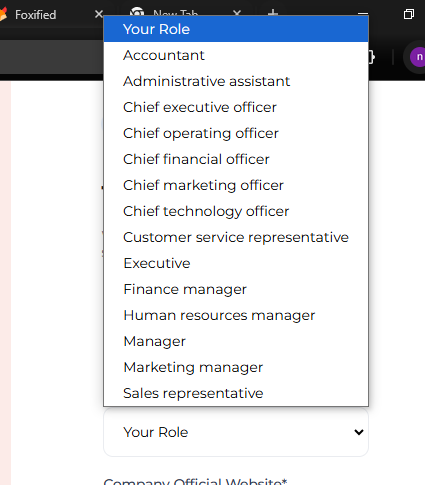 Foxified
New Tab
Your Role
Accountant
Administrative assistant
Chief executive officer
Chief operating officer
Chief financial officer
Chief marketing officer
Chief technology officer
Customer service representative
Executive
Finance manager
Human resources manager
Manager
Marketing manager
Sales representative
Your Role
Company Official Website*